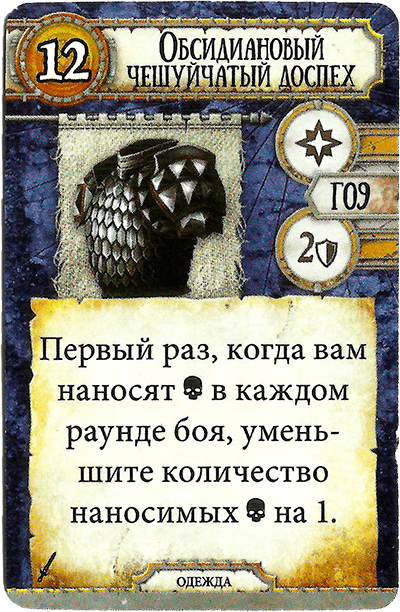 12
Обсидиановый
чешуйчатый доспех
Г09
2
Первый раз, когда вам
наносят в каждом
раунде боя, умень-
шите количество
наносимых на 1.
одежда